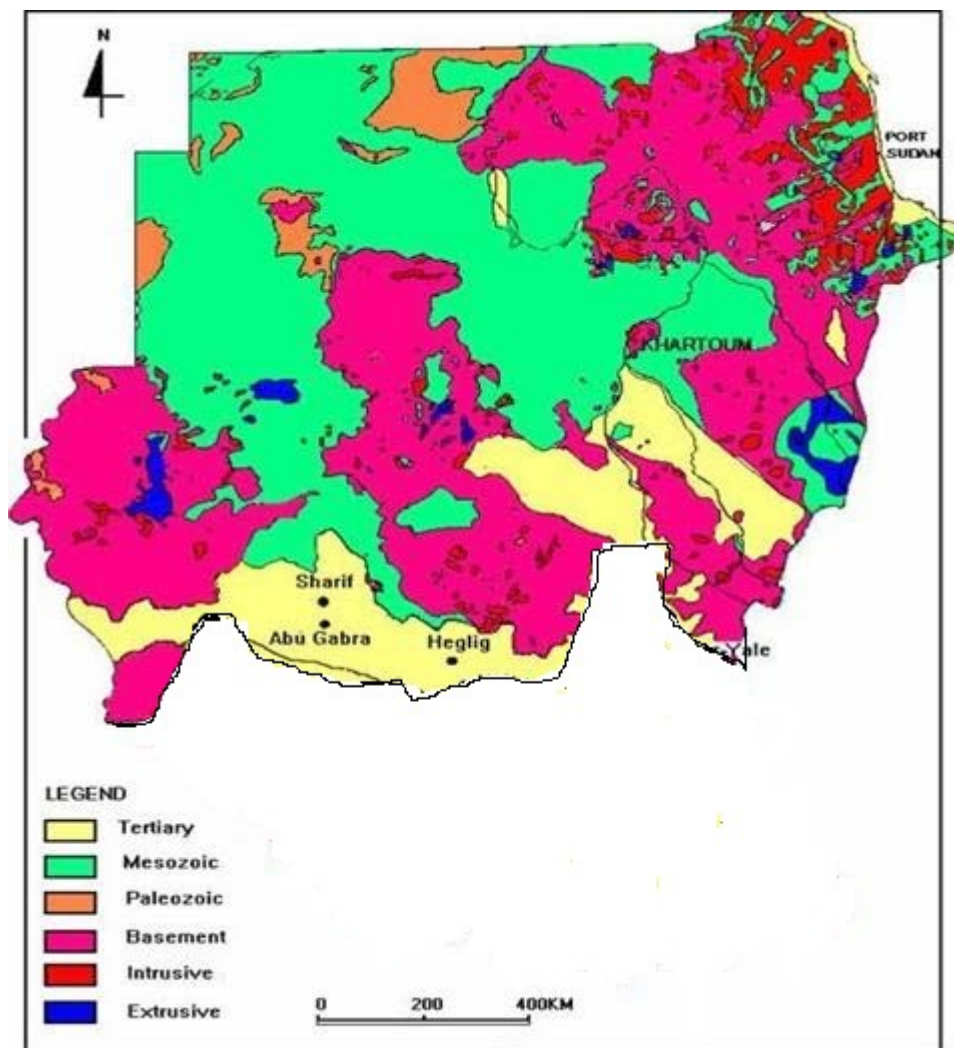 N
PORT
SUDAN
KHARTOUM
Sharif
Abu Gabra
Heglig
Yale
LEGEND
Tertiary
Mesozoic
Paleozoic
Basement
Intrusive
Extrusive
0 200 400KM